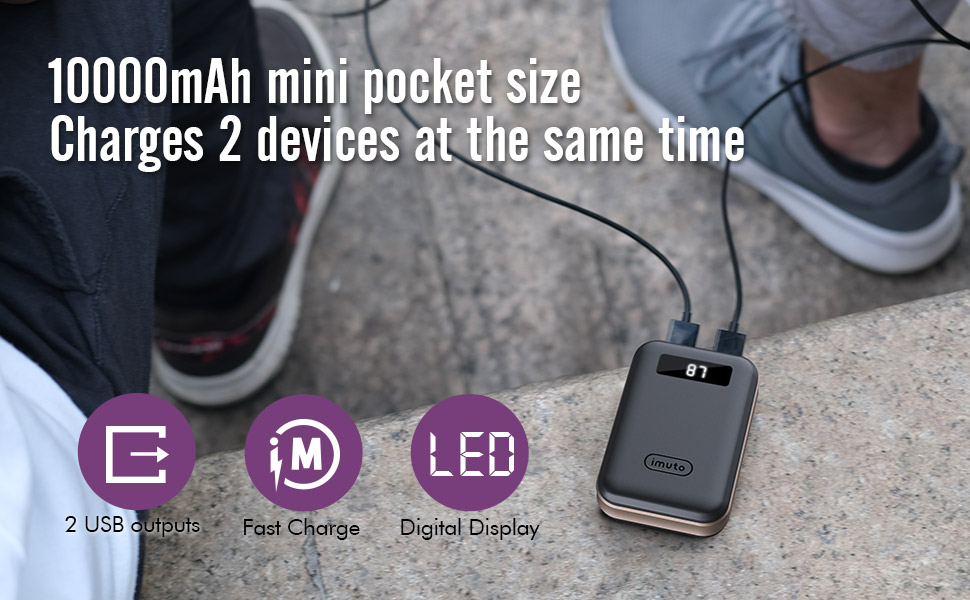 10000mAh mini pocket size
Charges 2 devices at the same time
87
imuto
iM
LED
2 USB outputs
Fast Charge
Digital Display